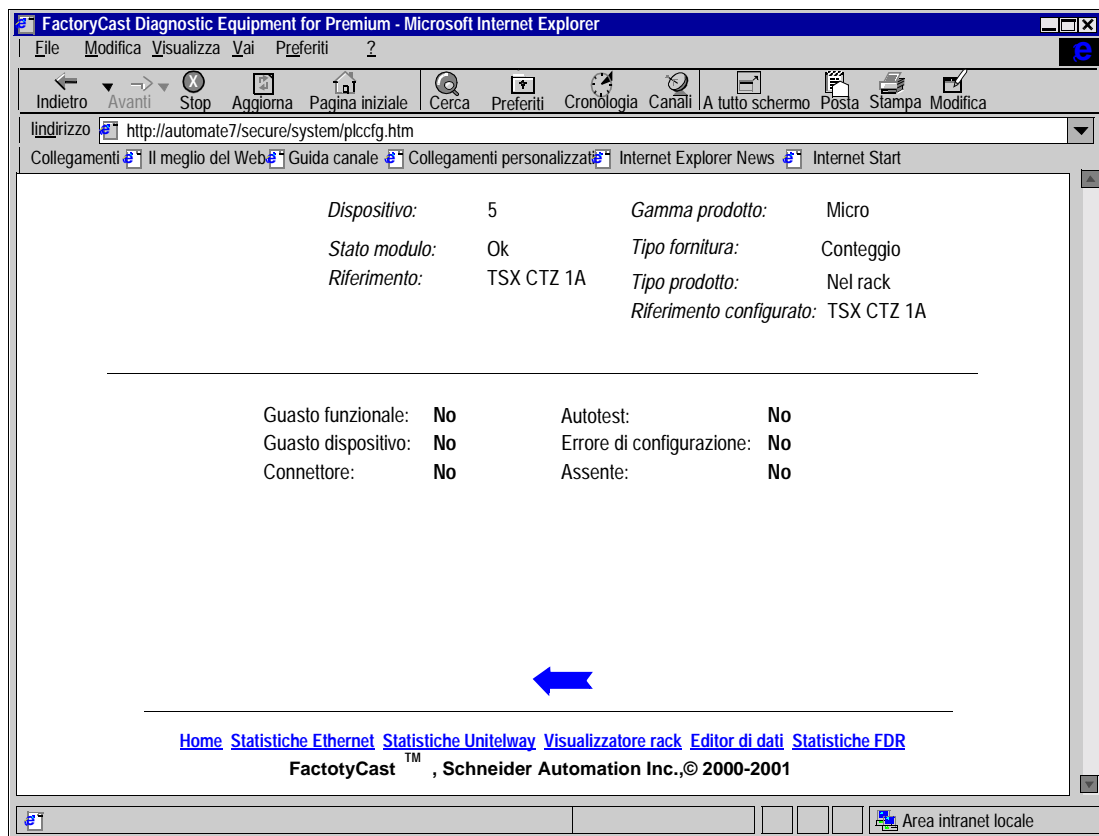 FactoryCast Diagnostic Equipment for Premium - Microsoft Internet Explorer
File Modifica Visualizza Vai Preferiti ?
Indietro Avanti Stop Aggiorna Pagina iniziale Cerca Preferiti Cronologia Canali A tutto schermo Posta Stampa Modifica
lindirizzo http://automate7/secure/system/plccfg.htm
Collegamenti Il meglio del Web Guida canale Collegamenti personalizzati Internet Explorer News Internet Start
Dispositivo: 5 Gamma prodotto: Micro
Stato modulo: Ok Tipo fornitura: Conteggio
Riferimento: TSX CTZ 1A Tipo prodotto: Nel rack
Riferimento configurato: TSX CTZ 1A
Guasto funzionale: No Autotest: No
Guasto dispositivo: No Errore di configurazione: No
Connettore: No Assente: No
Home Statistiche Ethernet Statistiche Unitelway Visualizzatore rack Editor di dati Statistiche FDR
FactotyCast TM , Schneider Automation Inc.,© 2000-2001
Area intranet locale